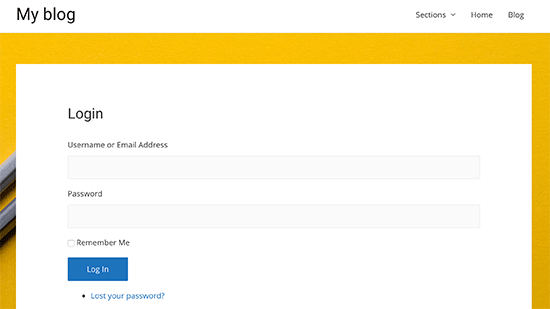 My blog
Sections Home Blog
Login
Username or Email Address
Password
Remember Me
Log In
Lost your password?